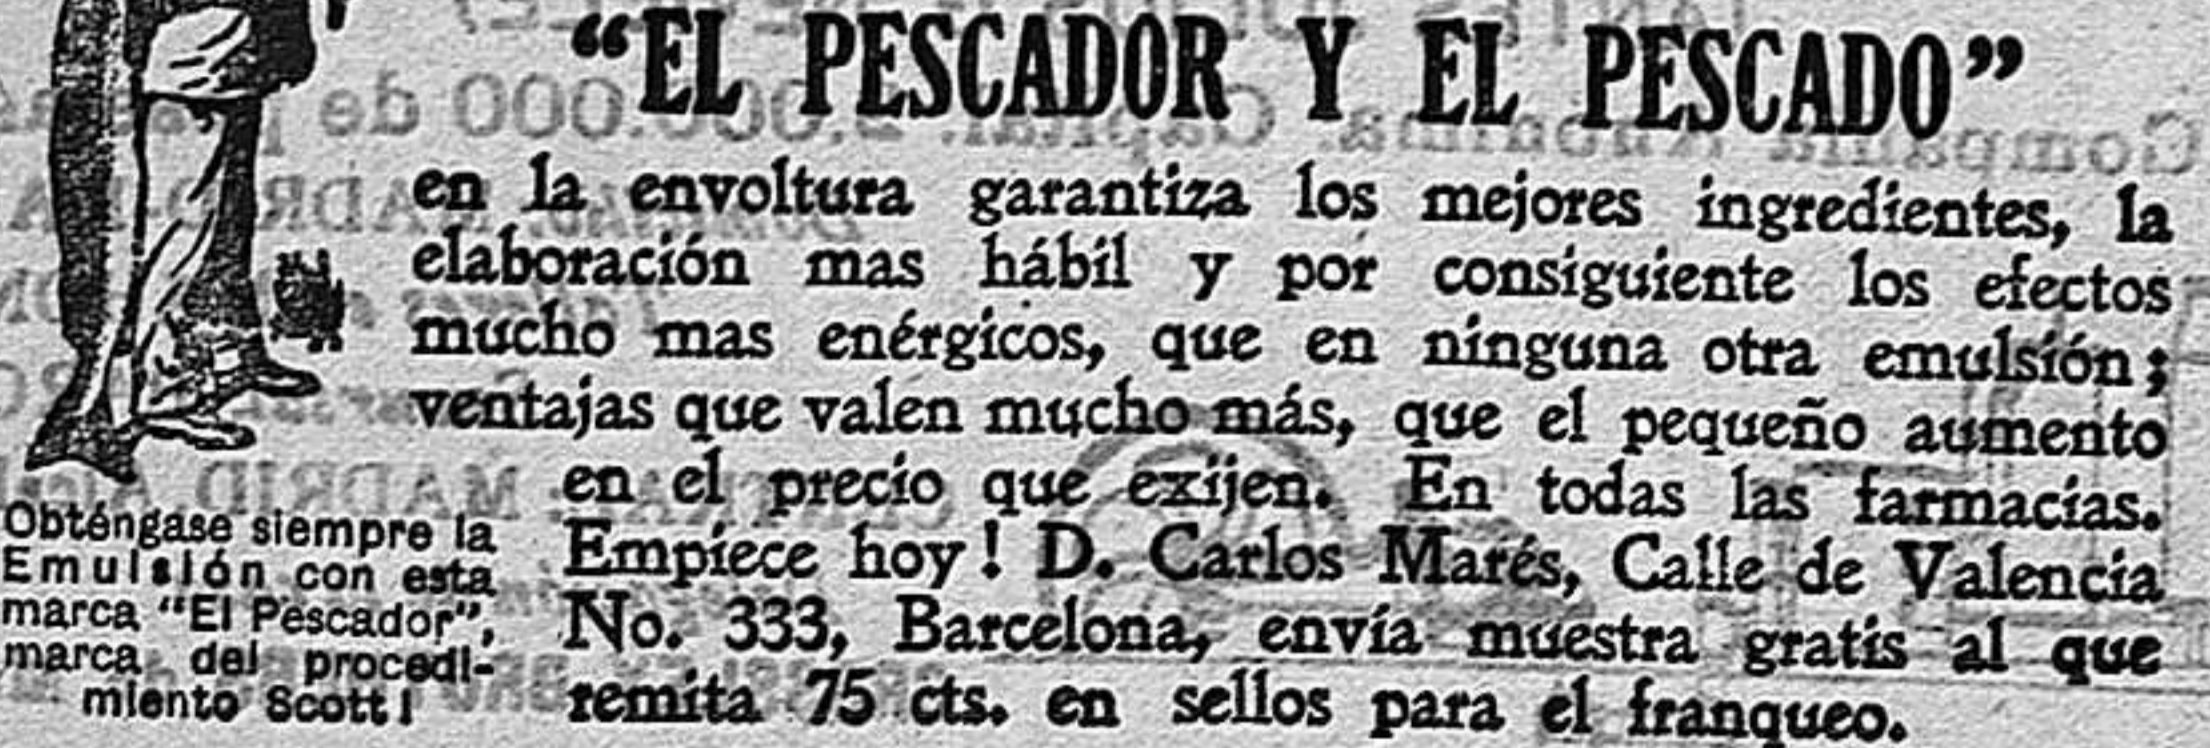 “EL PESCADOR Y EL PESCADO”
en la envoltura garantiza los mejores ingredientes, la
elaboración mas hábil y por consiguiente los efectos
mucho mas enérgicos, que en ninguna otra emulsión;
ventajas que valen mucho más, que el pequeño aumento
en el precio que exijen. En todas las farmacias.
Empiece hoy! D. Carlos Marés, Calle de Valencia
No. 333, Barcelona, envía muestra gratis al que
remita 75 cts. en sellos para el franqueo.
Obténgase siempre la
Emulsión con esta
marca “El Pescador”,
marca del procedi-
miento Scott!